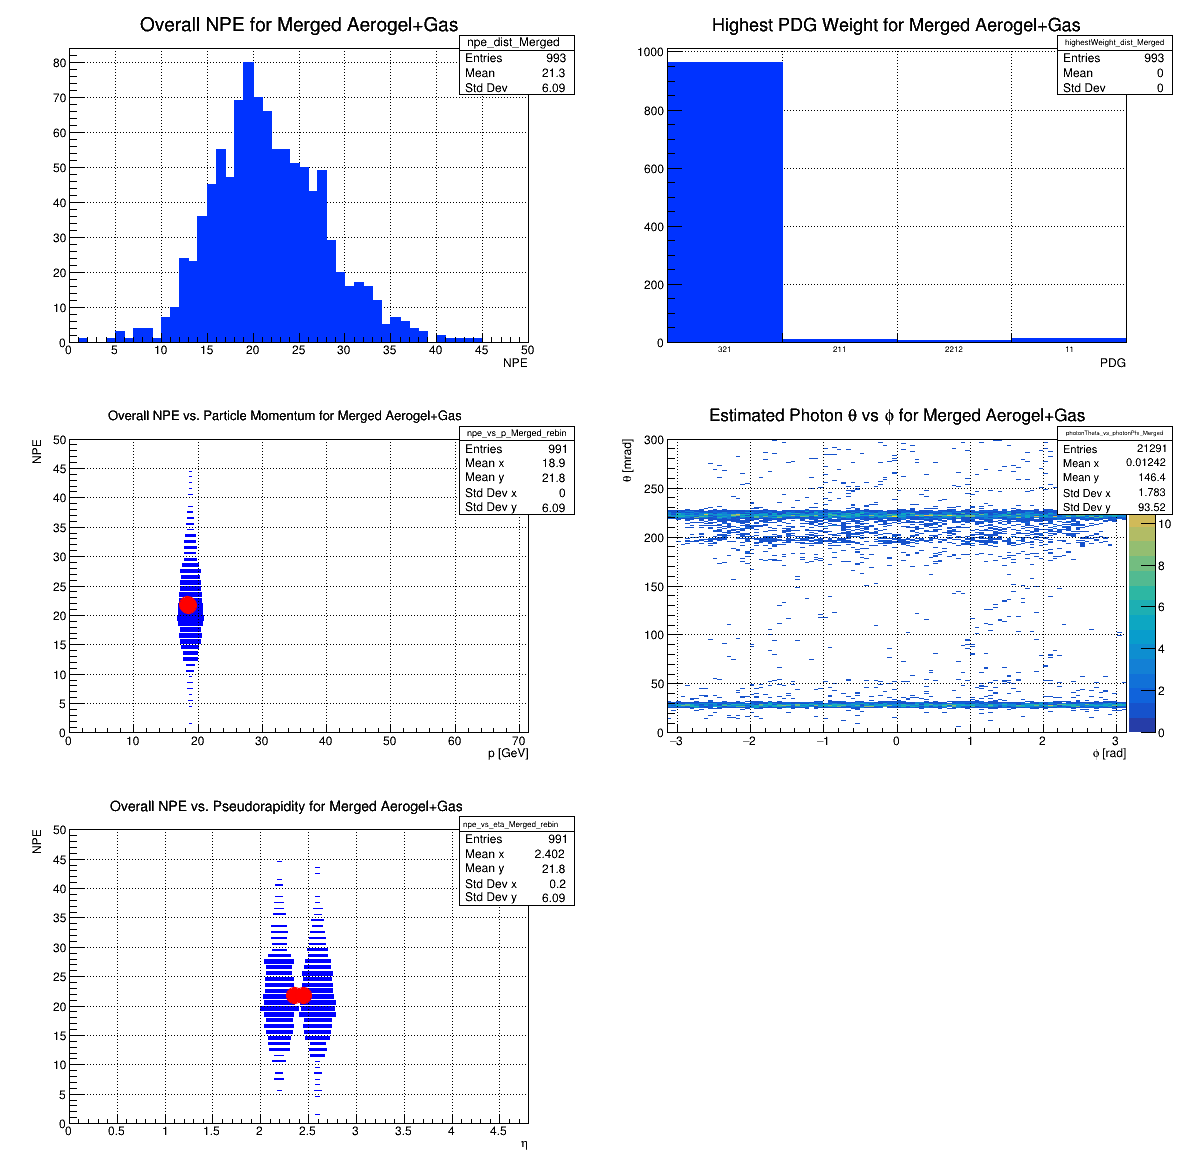 Overall NPE for Merged Aerogel+Gas
npe_dist_Merged
Entries 993
Mean 21.3
Std Dev 6.09
80
70
60
50
40
30
20
10
0
0 5 10 15 20 25 30 35 40 45 50
NPE
Highest PDG Weight for Merged Aerogel+Gas
highestWeight_dist_Merged
Entries 993
Mean 0
Std Dev 0
1000
800
600
400
200
0
321 211 2212 11
PDG
Overall NPE vs. Particle Momentum for Merged Aerogel+Gas
npe_vs_p_Merged_rebin
Entries 991
Mean x 18.9
Mean y 21.8
Std Dev x 0
Std Dev y 6.09
NPE
50
45
40
35
30
25
20
15
10
5
0
0 10 20 30 40 50 60 70
p [GeV]
Estimated Photon θ vs ϕ for Merged Aerogel+Gas
photonTheta_vs_photonPhi_Merged
Entries 21291
Mean x 0.01242
Mean y 146.4
Std Dev x 1.783
Std Dev y 93.52
θ [mrad]
300
250
200
150
100
50
0
−3 −2 −1 0 1 2 3
ϕ [rad]
10
8
6
4
2
0
Overall NPE vs. Pseudorapidity for Merged Aerogel+Gas
npe_vs_eta_Merged_rebin
Entries 991
Mean x 2.402
Mean y 21.8
Std Dev x 0.2
Std Dev y 6.09
NPE
50
45
40
35
30
25
20
15
10
5
0
0 0.5 1 1.5 2 2.5 3 3.5 4 4.5
η